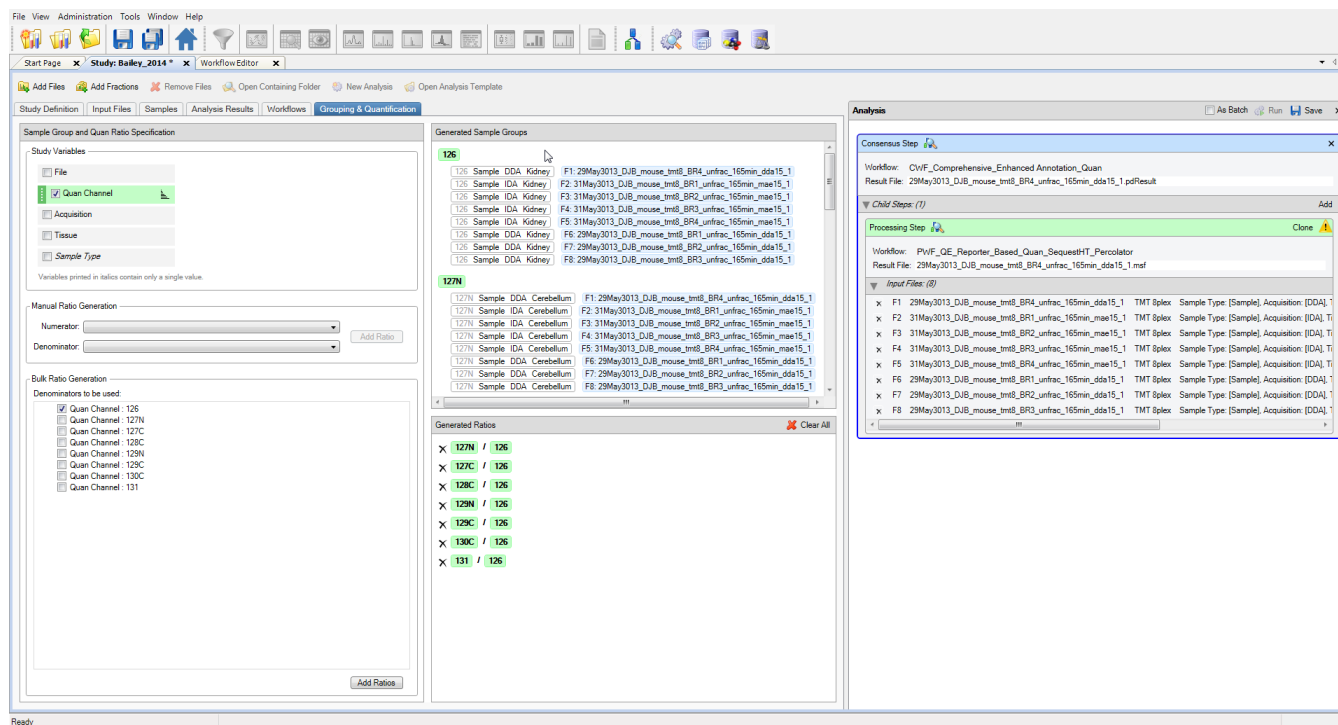 File View Administration Tools Window Help
Start Page x Study: Bailey_2014 * x WorkflowEditor x
Add Files Add Fractions Remove Files Open Containing Folder New Analysis Open Analysis Template
Study Definition Input Files Samples Analysis Results Workflows Grouping & Quantification
Sample Group and Quan Ratio Specification
Study Variables
File
Quan Channel
Acquisition
Tissue
Sample Type
Variables printed in italics contain only a single value.
Manual Ratio Generation
Numerator:
Denominator:
Add Ratio
Bulk Ratio Generation
Denominators to be used:
Quan Channel : 126
Quan Channel : 127N
Quan Channel : 127C
Quan Channel : 128C
Quan Channel : 129N
Quan Channel : 129C
Quan Channel : 130C
Quan Channel : 131
Add Ratios
Generated Sample Groups
126
126 Sample DDA Kidney F1: 29May3013_DJB_mouse_tmt8_BR4_unfrac_165min_dda15_1
126 Sample IDA Kidney F2: 31May3013_DJB_mouse_tmt8_BR1_unfrac_165min_mae15_1
126 Sample IDA Kidney F3: 31May3013_DJB_mouse_tmt8_BR2_unfrac_165min_mae15_1
126 Sample IDA Kidney F4: 31May3013_DJB_mouse_tmt8_BR3_unfrac_165min_mae15_1
126 Sample IDA Kidney F5: 31May3013_DJB_mouse_tmt8_BR4_unfrac_165min_mae15_1
126 Sample DDA Kidney F6: 29May3013_DJB_mouse_tmt8_BR1_unfrac_165min_dda15_1
126 Sample DDA Kidney F7: 29May3013_DJB_mouse_tmt8_BR2_unfrac_165min_dda15_1
126 Sample DDA Kidney F8: 29May3013_DJB_mouse_tmt8_BR3_unfrac_165min_dda15_1
127N
127N Sample DDA Cerebellum F1: 29May3013_DJB_mouse_tmt8_BR4_unfrac_165min_dda15_1
127N Sample IDA Cerebellum F2: 31May3013_DJB_mouse_tmt8_BR1_unfrac_165min_mae15_1
127N Sample IDA Cerebellum F3: 31May3013_DJB_mouse_tmt8_BR2_unfrac_165min_mae15_1
127N Sample IDA Cerebellum F4: 31May3013_DJB_mouse_tmt8_BR3_unfrac_165min_mae15_1
127N Sample IDA Cerebellum F5: 31May3013_DJB_mouse_tmt8_BR4_unfrac_165min_mae15_1
127N Sample DDA Cerebellum F6: 29May3013_DJB_mouse_tmt8_BR1_unfrac_165min_dda15_1
127N Sample DDA Cerebellum F7: 29May3013_DJB_mouse_tmt8_BR2_unfrac_165min_dda15_1
127N Sample DDA Cerebellum F8: 29May3013_DJB_mouse_tmt8_BR3_unfrac_165min_dda15_1
Generated Ratios Clear All
127N / 126
127C / 126
128C / 126
129N / 126
129C / 126
130C / 126
131 / 126
Analysis As Batch Run Save
Consensus Step
Workflow: CWF_Comprehensive_Enhanced Annotation_Quan
Result File: 29May3013_DJB_mouse_tmt8_BR4_unfrac_165min_dda15_1.pdResult
Child Steps: (1) Add
Processing Step Clone
Workflow: PWF_QE_Reporter_Based_Quan_SequestHT_Percolator
Result File: 29May3013_DJB_mouse_tmt8_BR4_unfrac_165min_dda15_1.msf
Input Files: (8)
F1 29May3013_DJB_mouse_tmt8_BR4_unfrac_165min_dda15_1 TMT 8plex Sample Type: [Sample], Acquisition: [DDA],
F2 31May3013_DJB_mouse_tmt8_BR1_unfrac_165min_mae15_1 TMT 8plex Sample Type: [Sample], Acquisition: [IDA], Ti
F3 31May3013_DJB_mouse_tmt8_BR2_unfrac_165min_mae15_1 TMT 8plex Sample Type: [Sample], Acquisition: [IDA], Ti
F4 31May3013_DJB_mouse_tmt8_BR3_unfrac_165min_mae15_1 TMT 8plex Sample Type: [Sample], Acquisition: [IDA], Ti
F5 31May3013_DJB_mouse_tmt8_BR4_unfrac_165min_mae15_1 TMT 8plex Sample Type: [Sample], Acquisition: [IDA], Ti
F6 29May3013_DJB_mouse_tmt8_BR1_unfrac_165min_dda15_1 TMT 8plex Sample Type: [Sample], Acquisition: [DDA],
F7 29May3013_DJB_mouse_tmt8_BR2_unfrac_165min_dda15_1 TMT 8plex Sample Type: [Sample], Acquisition: [DDA],
F8 29May3013_DJB_mouse_tmt8_BR3_unfrac_165min_dda15_1 TMT 8plex Sample Type: [Sample], Acquisition: [DDA],
Ready